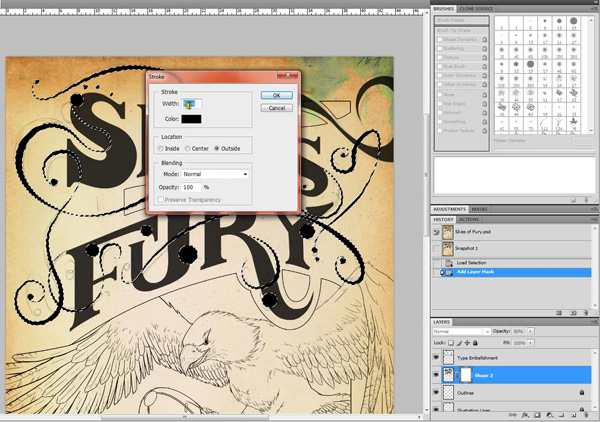 BRUSHES
CLONE SOURCE
Brush Presets
Brush Tip Shape
Shape Dynamics
Scattering
Texture
Dual Brush
Color Dynamics
Other Dynamics
Noise
Wet Edges
Airbrush
Smoothing
Protect Texture
Master Diameter
Stroke
Stroke
OK
Width:
Cancel
Color:
Location
Inside
Center
Outside
Blending
Mode: Normal
Opacity: 100 %
Preserve Transparency
FURY
ADJUSTMENTS
MASKS
HISTORY
ACTIONS
Skies of Fury.psd
Snapshot 1
Load Selection
Add Layer Mask
LAYERS
Normal
Opacity:
Lock:
Fill: 100%
Type Embellishment
Shape 2
Outlines
Illustration Lines